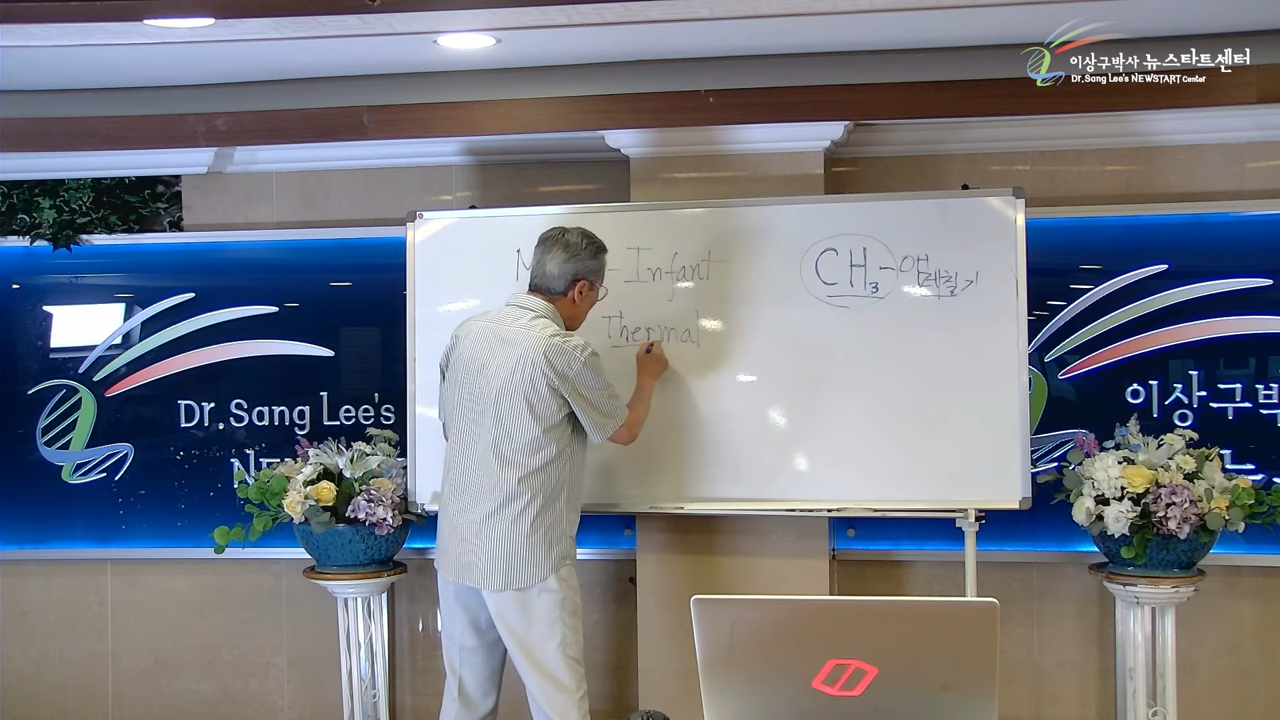 이상구박사 뉴스타트센터
Dr. Sang Lee's NEWSTART Center
- Infant
CH₃-
메칠기
Thermal
Dr. Sang Lee's
이상구박